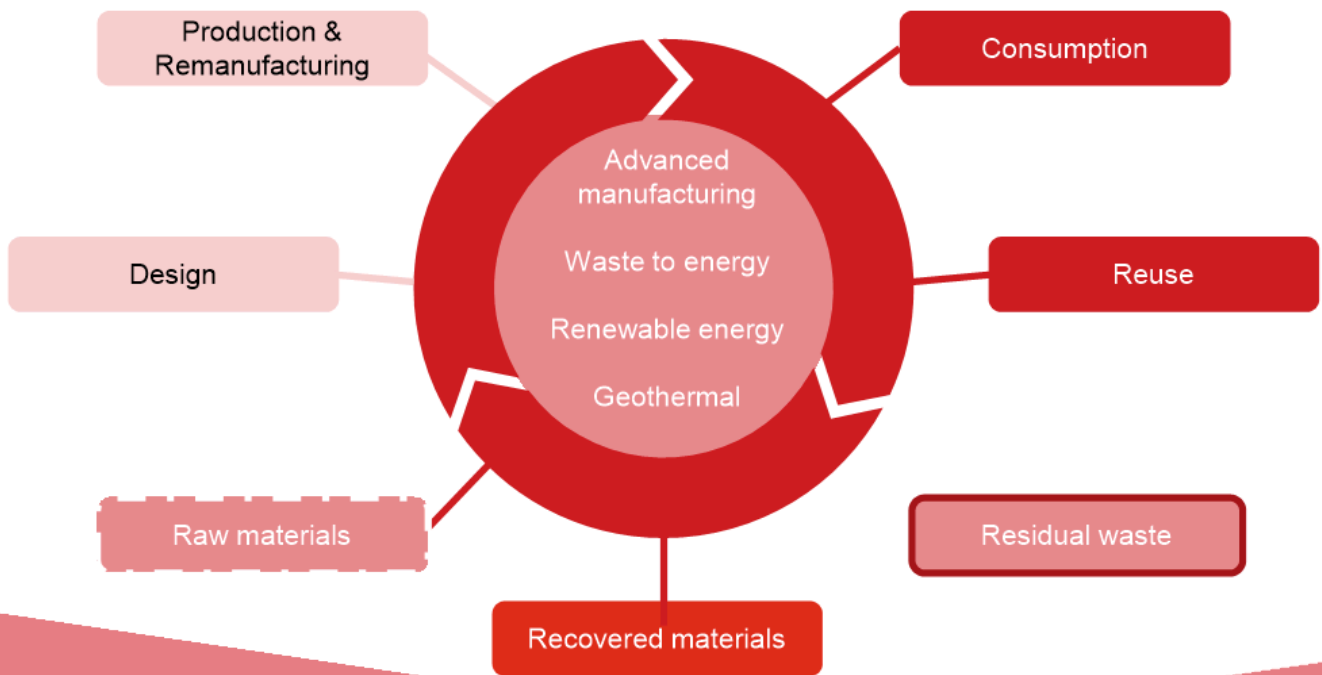 Production &
Remanufacturing
Consumption
Advanced
manufacturing
Design
Waste to energy
Reuse
Renewable energy
Geothermal
Raw materials
Residual waste
Recovered materials